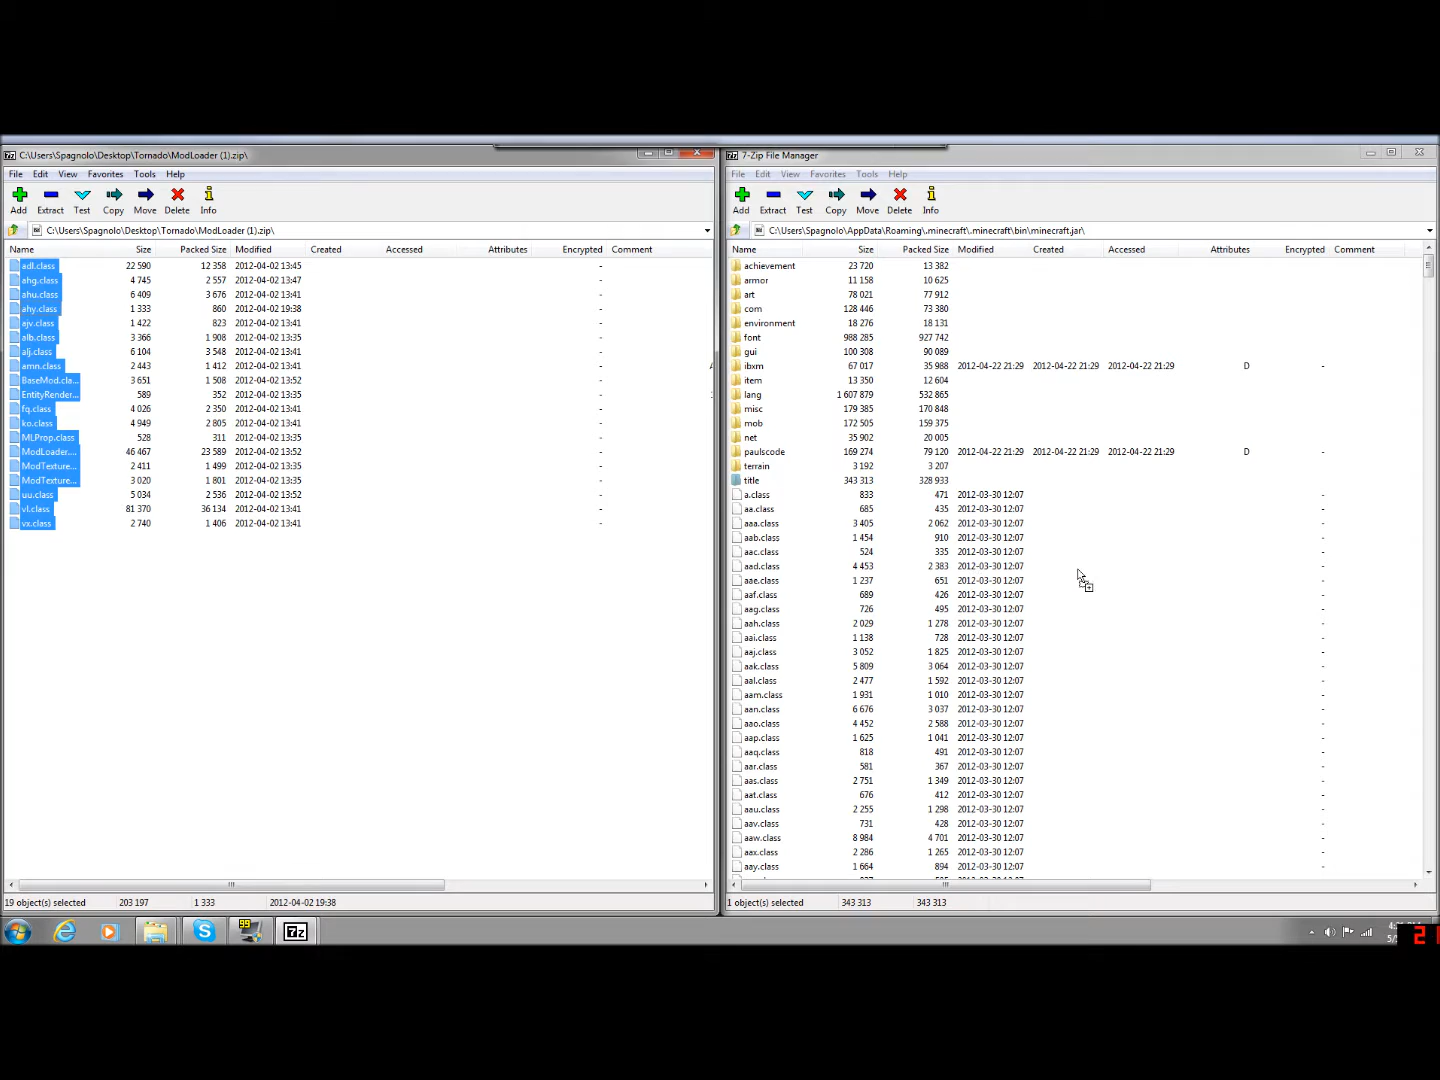 C:\Users\Spagnolo\Desktop\Tornado\ModLoader (1).zip\
File Edit View Favorites Tools Help
Add Extract Test Copy Move Delete Info
C:\Users\Spagnolo\Desktop\Tornado\ModLoader (1).zip\
Name Size Packed Size Modified Created Accessed Attributes Encrypted Comment
adl.class 22 590 12 358 2012-04-02 13:45 -
ahg.class 4 745 2 557 2012-04-02 13:47 -
ahu.class 6 409 3 676 2012-04-02 13:41 -
ahy.class 1 333 860 2012-04-02 19:38 -
ajv.class 1 422 823 2012-04-02 13:41 -
alb.class 3 366 1 908 2012-04-02 13:35 -
alj.class 6 104 3 548 2012-04-02 13:41 -
amn.class 2 443 1 412 2012-04-02 13:41 -
BaseMod.cla... 3 651 1 508 2012-04-02 13:52 -
EntityRender... 589 352 2012-04-02 13:35 -
fq.class 4 026 2 350 2012-04-02 13:41 -
ko.class 4 949 2 805 2012-04-02 13:41 -
MLProp.class 528 311 2012-04-02 13:35 -
ModLoader.... 46 467 23 589 2012-04-02 13:52 -
ModTexture... 2 411 1 499 2012-04-02 13:35 -
ModTexture... 3 020 1 801 2012-04-02 13:35 -
uu.class 5 034 2 536 2012-04-02 13:52 -
vl.class 81 370 36 134 2012-04-02 13:41 -
vx.class 2 740 1 406 2012-04-02 13:41 -
19 object(s) selected 203 197 1 333 2012-04-02 19:38
7-Zip File Manager
File Edit View Favorites Tools Help
Add Extract Test Copy Move Delete Info
C:\Users\Spagnolo\AppData\Roaming\.minecraft\.minecraft\bin\minecraft.jar\
Name Size Packed Size Modified Created Accessed Attributes Encrypted Comment
achievement 23 720 13 382
armor 11 158 10 625
art 78 021 77 912
com 128 446 73 380
environment 18 276 18 131
font 988 285 927 742
gui 100 308 90 089
ibxm 67 017 35 988 2012-04-22 21:29 2012-04-22 21:29 2012-04-22 21:29 D -
item 13 350 12 604
lang 1 607 879 532 865
misc 179 385 170 848
mob 172 505 159 375
net 35 902 20 005
paulscode 169 274 79 120 2012-04-22 21:29 2012-04-22 21:29 2012-04-22 21:29 D -
terrain 3 192 3 207
title 343 313 328 933
a.class 833 471 2012-03-30 12:07 -
aa.class 685 435 2012-03-30 12:07 -
aaa.class 3 405 2 062 2012-03-30 12:07 -
aab.class 1 454 910 2012-03-30 12:07 -
aac.class 524 335 2012-03-30 12:07 -
aad.class 4 453 2 383 2012-03-30 12:07 -
aae.class 1 237 651 2012-03-30 12:07 -
aaf.class 689 426 2012-03-30 12:07 -
aag.class 726 495 2012-03-30 12:07 -
aah.class 2 029 1 278 2012-03-30 12:07 -
aai.class 1 138 728 2012-03-30 12:07 -
aaj.class 3 052 1 825 2012-03-30 12:07 -
aak.class 5 809 3 064 2012-03-30 12:07 -
aal.class 2 477 1 592 2012-03-30 12:07 -
aam.class 1 931 1 010 2012-03-30 12:07 -
aan.class 6 676 3 037 2012-03-30 12:07 -
aao.class 4 452 2 588 2012-03-30 12:07 -
aap.class 1 625 1 041 2012-03-30 12:07 -
aaq.class 818 491 2012-03-30 12:07 -
aar.class 581 367 2012-03-30 12:07 -
aas.class 2 751 1 349 2012-03-30 12:07 -
aat.class 676 412 2012-03-30 12:07 -
aau.class 2 255 1 298 2012-03-30 12:07 -
aav.class 731 428 2012-03-30 12:07 -
aaw.class 8 984 4 701 2012-03-30 12:07 -
aax.class 2 286 1 265 2012-03-30 12:07 -
aay.class 1 664 894 2012-03-30 12:07 -
1 object(s) selected 343 313 343 313
99
7z
2